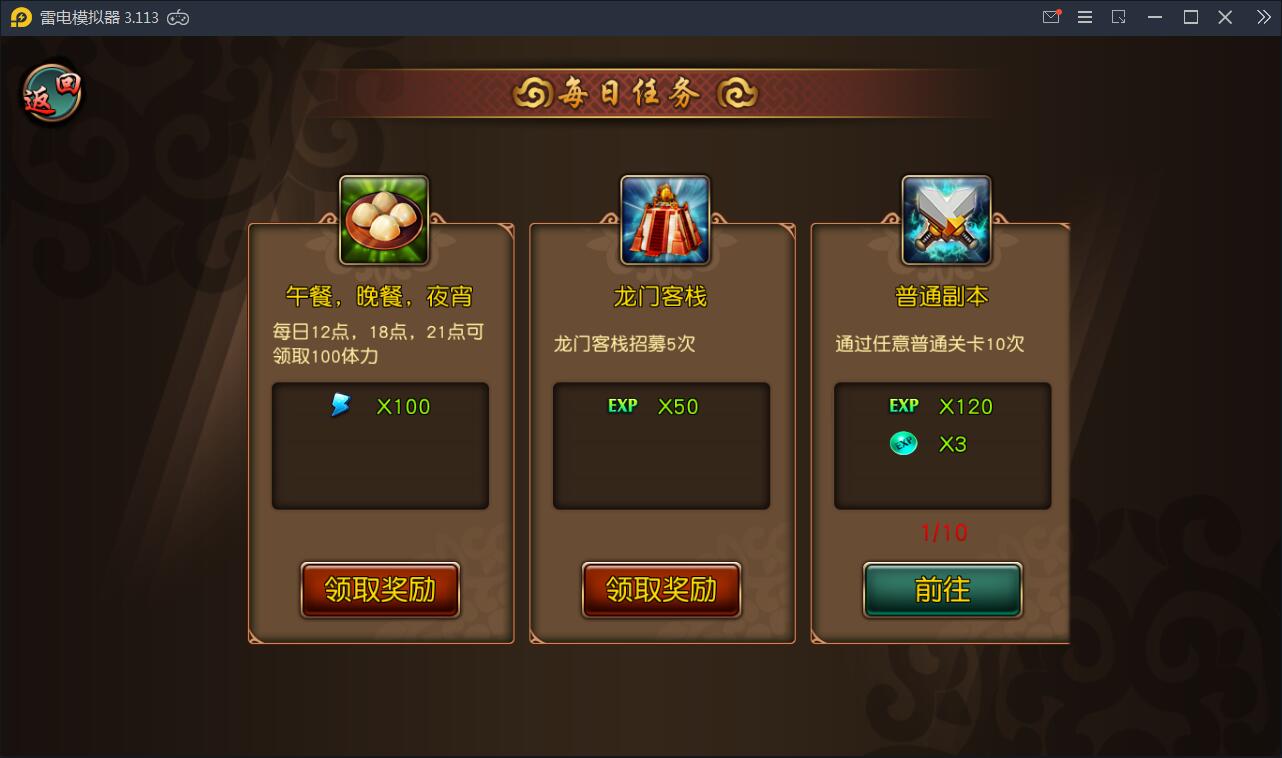 雷电模拟器 3.113
返回
每日任务
午餐，晚餐，夜宵
每日12点，18点，21点可
领取100体力
X100
领取奖励
龙门客栈
龙门客栈招募5次
EXP X50
领取奖励
普通副本
通过任意普通关卡10次
EXP X120
EXP X3
1/10
前往